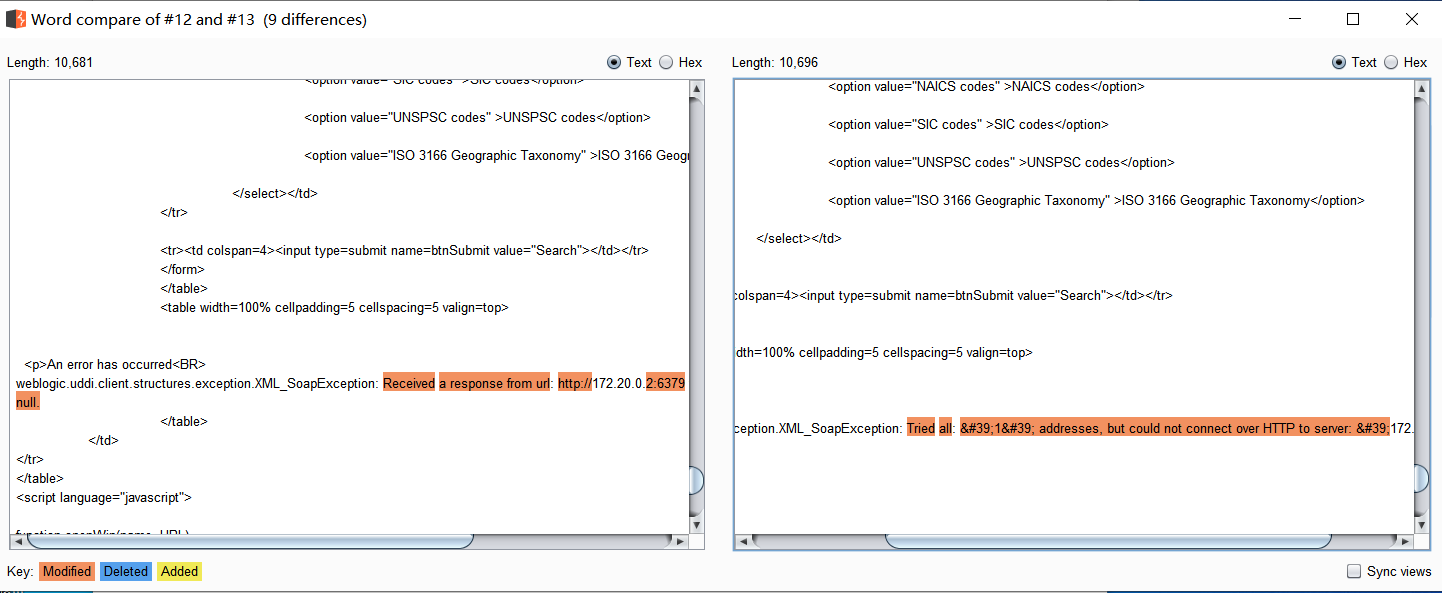 Word compare of #12 and #13 (9 differences)
Length: 10,681
Text
Hex
<option value="SIC codes" >SIC codes</option>
<option value="UNSPSC codes" >UNSPSC codes</option>
<option value="ISO 3166 Geographic Taxonomy" >ISO 3166 Geogr
</select></td>
</tr>
<tr><td colspan=4><input type=submit name=btnSubmit value="Search"></td></tr>
</form>
</table>
<table width=100% cellpadding=5 cellspacing=5 valign=top>
<p>An error has occurred<BR>
weblogic.uddi.client.structures.exception.XML_SoapException: Received a response from url: http://172.20.0.2:6379
null.
</table>
</td>
</tr>
</table>
<script language="javascript">
function openWin(name, URL)
Length: 10,696
Text
Hex
<option value="NAICS codes" >NAICS codes</option>
<option value="SIC codes" >SIC codes</option>
<option value="UNSPSC codes" >UNSPSC codes</option>
<option value="ISO 3166 Geographic Taxonomy" >ISO 3166 Geographic Taxonomy</option>
</select></td>
colspan=4><input type=submit name=btnSubmit value="Search"></td></tr>
dth=100% cellpadding=5 cellspacing=5 valign=top>
ception.XML_SoapException: Tried all: &#39;1&#39; addresses, but could not connect over HTTP to server: &#39;172.
Key: Modified Deleted Added
Sync views